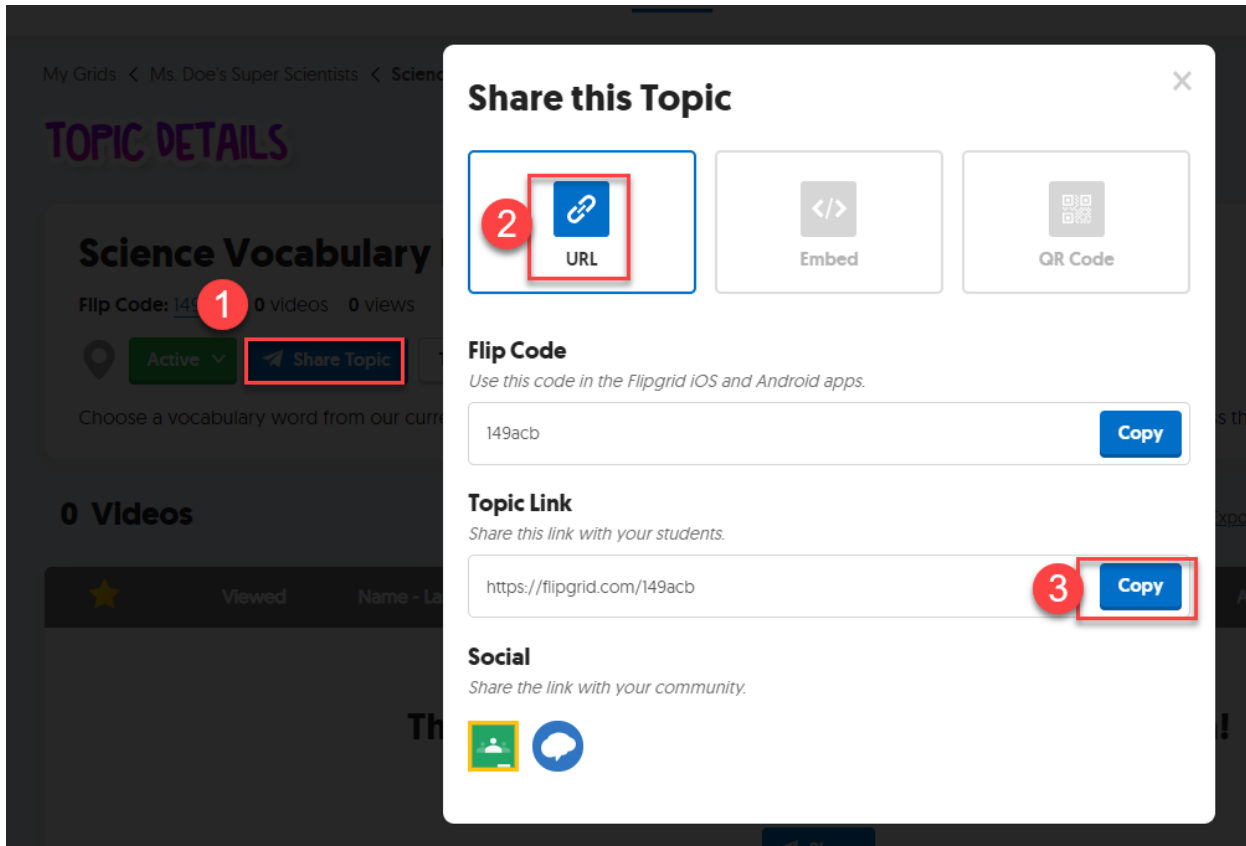 My Grids < Ms. Doe's Super Scientists <
TOPIC DETAILS
Science Vocabulary
Flip Code: 0 videos 0 views
1
Active Share Topic
Choose a vocabulary word from our
0 Videos
Viewed Name -
Share this Topic
2
URL
Embed
QR Code
Flip Code
Use this code in the Flipgrid iOS and Android apps.
149acb Copy
Topic Link
Share this link with your students.
https://flipgrid.com/149acb 3 Copy
Social
Share the link with your community.